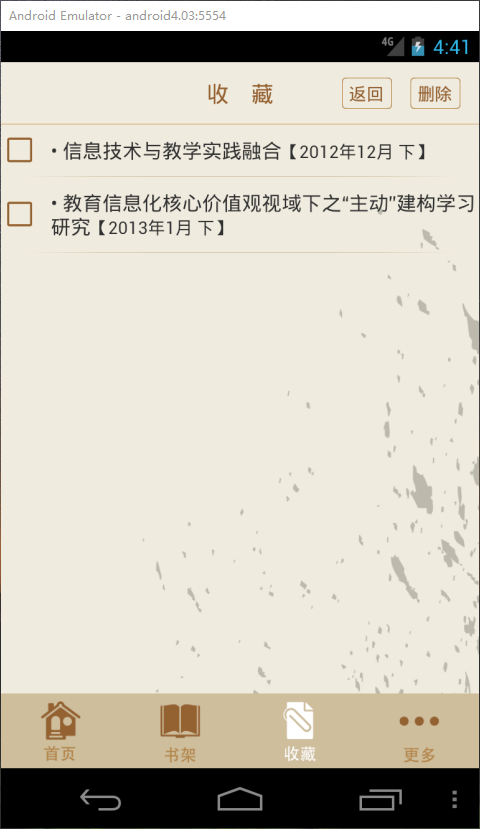 Android Emulator - android4.03:5554
4G 4:41
收 藏 返回 删除
• 信息技术与教学实践融合【2012年12月 下】
• 教育信息化核心价值观视域下之“主动”建构学习
研究【2013年1月 下】
首页 书架 收藏 更多